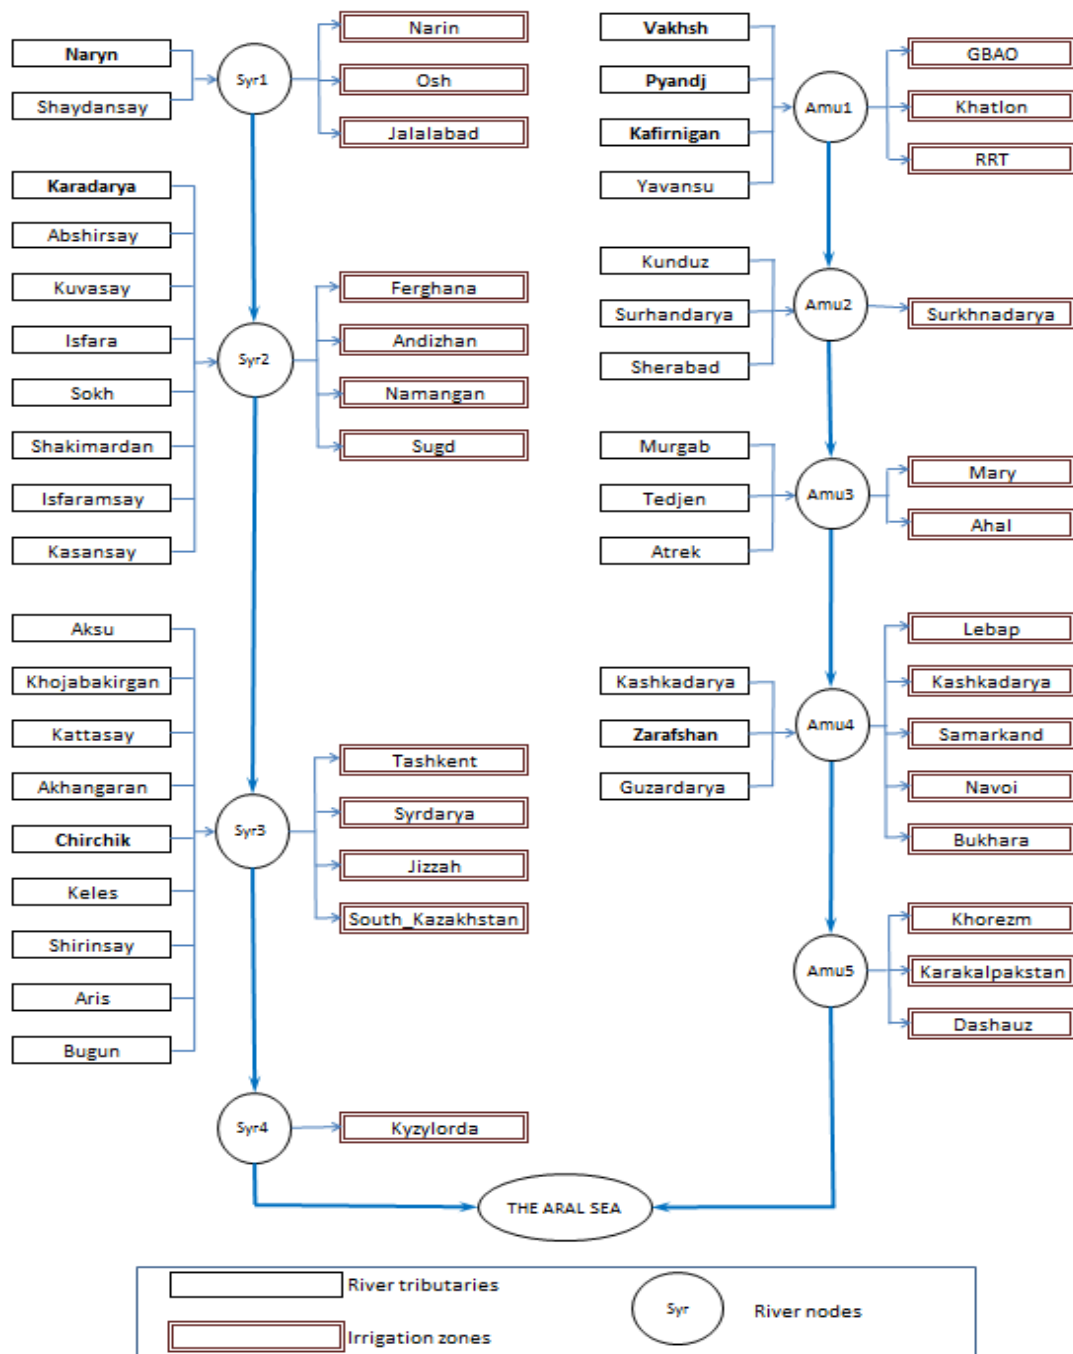 Naryn
Shaydansay
Syr1
Narin
Osh
Jalalabad
Karadarya
Abshirsay
Kuvasay
Isfara
Sokh
Shakimardan
Isfaramsay
Kasansay
Syr2
Ferghana
Andizhan
Namangan
Sugd
Aksu
Khojabakirgan
Kattasay
Akhangaran
Chirchik
Keles
Shirinsay
Aris
Bugun
Syr3
Tashkent
Syrdarya
Jizzah
South_Kazakhstan
Syr4
Kyzylorda
Vakhsh
Pyandj
Kafirnigan
Yavansu
Amu1
GBAO
Khatlon
RRT
Kunduz
Surhandarya
Sherabad
Amu2
Surkhnadarya
Murgab
Tedjen
Atrek
Amu3
Mary
Ahal
Kashkadarya
Zarafshan
Guzardarya
Amu4
Lebap
Kashkadarya
Samarkand
Navoi
Bukhara
Amu5
Khorezm
Karakalpakstan
Dashauz
THE ARAL SEA
River tributaries
Irrigation zones
Syr
River nodes